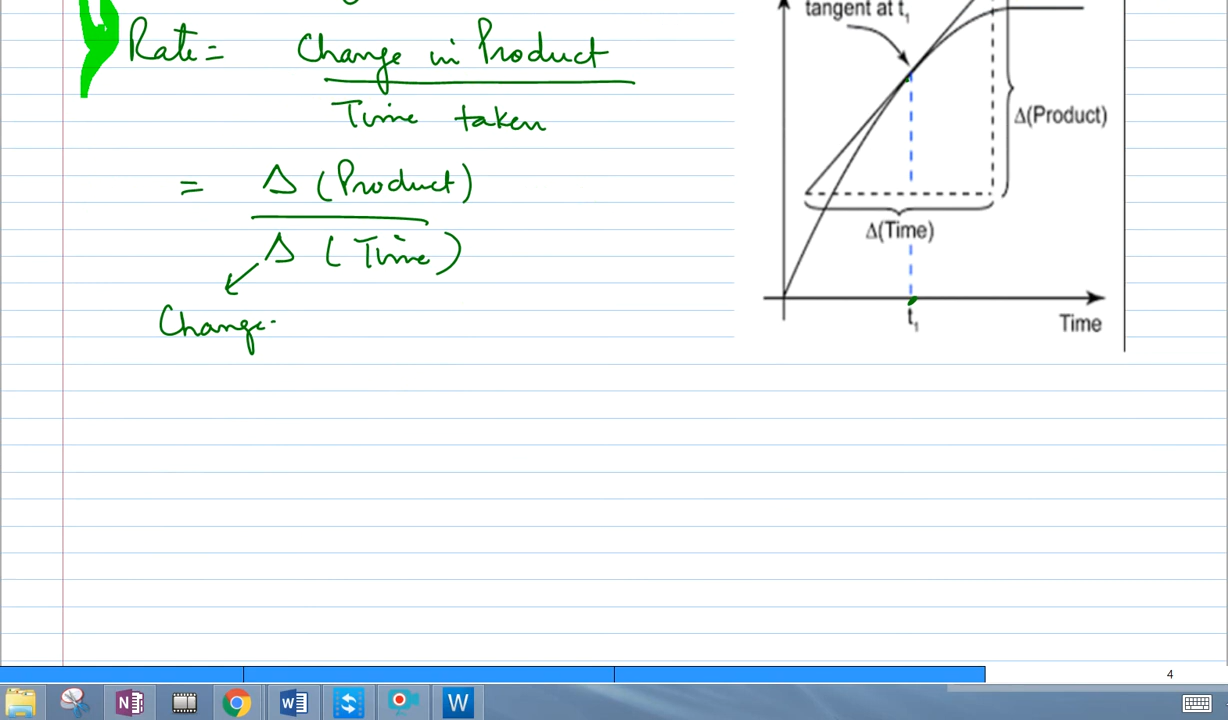 Rate = Change in Product
Time taken
= Δ (Product)
Δ (Time)
Change
tangent at t₁
Δ(Product)
Δ(Time)
t₁
Time
4